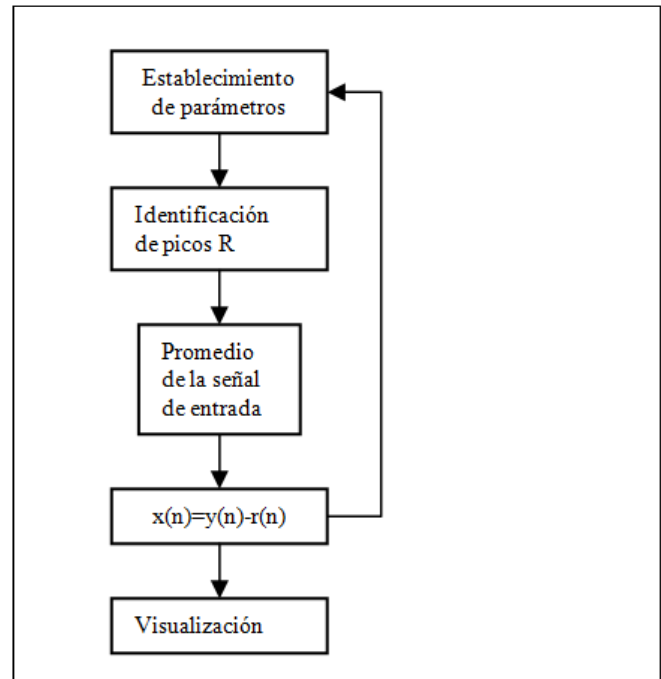 Establecimiento
de parámetros
Identificación
de picos R
Promedio
de la señal
de entrada
x(n)=y(n)-r(n)
Visualización